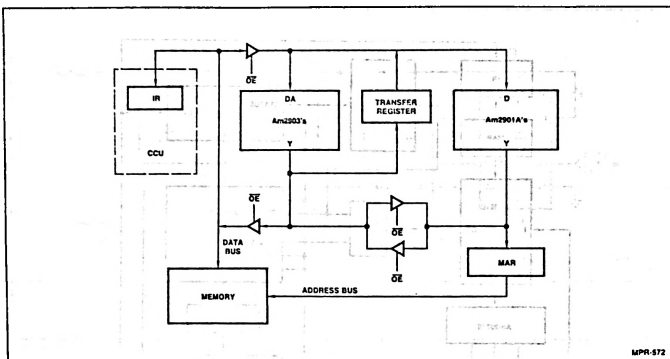 OE
IR
CCU
DA
Am2903's
Y
TRANSFER
REGISTER
D
Am2901A's
Y
OE
DATA
BUS
OE
OE
MEMORY
ADDRESS BUS
MAR
MPR-572